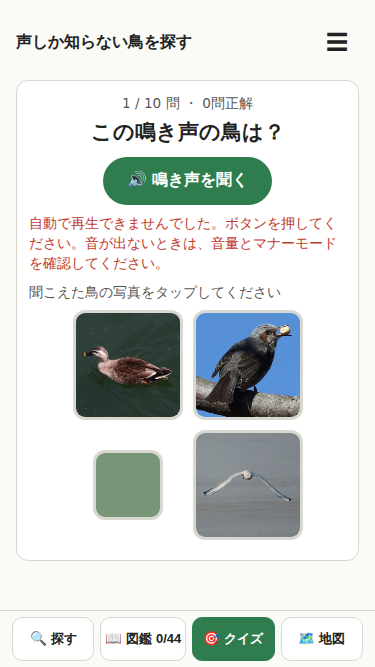 声しか知らない鳥を探す
1 / 10 問 ・ 0問正解
この鳴き声の鳥は？
🔊 鳴き声を聞く
自動で再生できませんでした。ボタンを押してく
ださい。音が出ないときは、音量とマナーモード
を確認してください。
聞こえた鳥の写真をタップしてください
🔍 探す
📖 図鑑 0/44
🎯 クイズ
🗺️ 地図